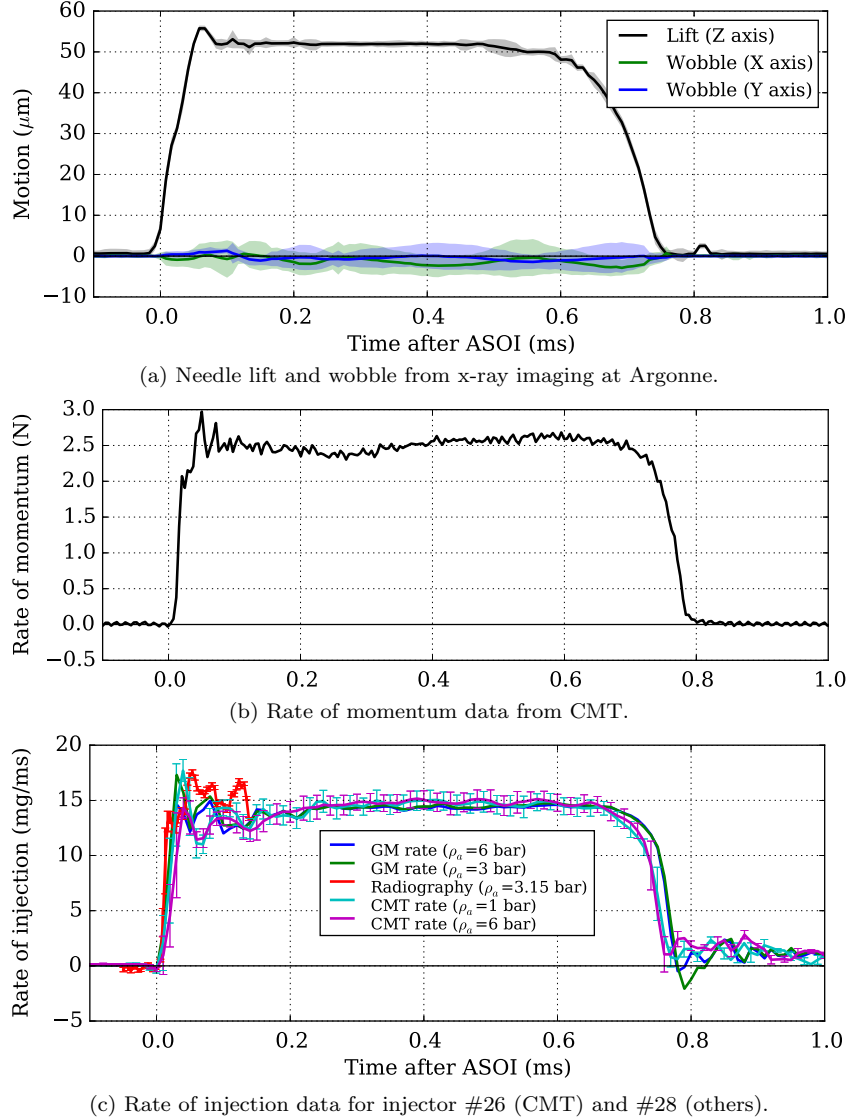 60
50
40
30
20
10
0
−10
Motion (μm)
Lift (Z axis)
Wobble (X axis)
Wobble (Y axis)
0.0 0.2 0.4 0.6 0.8 1.0
Time after ASOI (ms)
(a) Needle lift and wobble from x-ray imaging at Argonne.
3.0
2.5
2.0
1.5
1.0
0.5
0.0
−0.5
Rate of momentum (N)
0.0 0.2 0.4 0.6 0.8 1.0
(b) Rate of momentum data from CMT.
20
15
10
5
0
−5
Rate of injection (mg/ms)
GM rate (ρₐ=6 bar)
GM rate (ρₐ=3 bar)
Radiography (ρₐ=3.15 bar)
CMT rate (ρₐ=1 bar)
CMT rate (ρₐ=6 bar)
0.0 0.2 0.4 0.6 0.8 1.0
Time after ASOI (ms)
(c) Rate of injection data for injector #26 (CMT) and #28 (others).